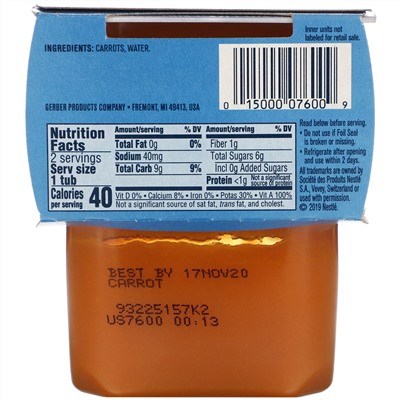 Inner units not
labeled for retail sale.
INGREDIENTS: CARROTS, WATER.
GERBER PRODUCTS COMPANY • FREMONT, MI 49413, USA
0 15000 07600 9
Nutrition
Facts
2 servings
Serv size
1 tub
Calories
per serving 40
Amount/serving % DV
Total Fat 0g 0%
Sodium 40mg
Total Carb 9g 9%
Amount/serving % DV
Fiber 1g
Total Sugars 6g
Incl 0g Added Sugars
Protein <1g Not a significant
source of protein
Vit D 0% • Calcium 8% • Iron 0% • Potas 30% • Vit A 100%
Not a significant source of sat fat, trans fat, and cholest.
Read below before serving.
• Do not use if Foil Seal
is broken or missing.
• Refrigerate after opening
and use within 2 days.
All trademarks are owned by
Société des Produits Nestlé
S.A., Vevey, Switzerland or
used with permission.
© 2019 Nestlé.
BEST BY 17NOV20
CARROT
93225157K2
US7600 00:13